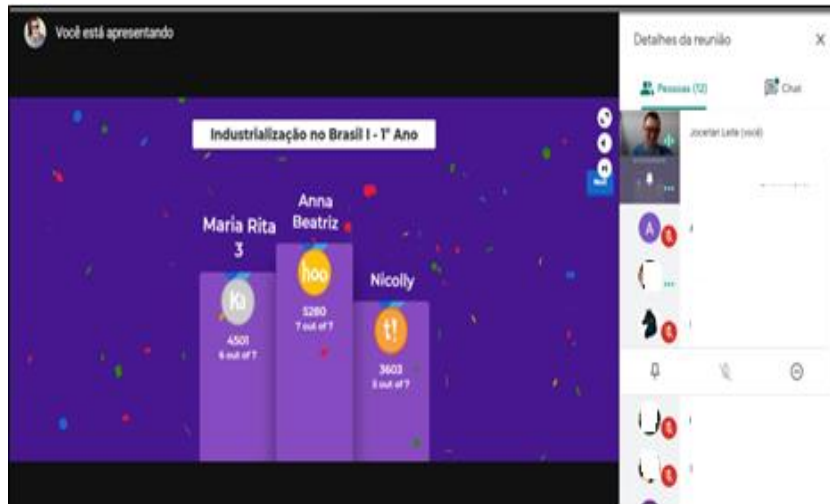 Você está apresentando
Detalhes da reunião
X
Pessoas (12)
Chat
Industrialização no Brasil I - 1º Ano
Jocerlan Leite (você)
Maria Rita
3
Anna
Beatriz
Nicolly
K!
hoo
t!
4501
6 out of 7
5280
7 out of 7
3603
5 out of 7
A